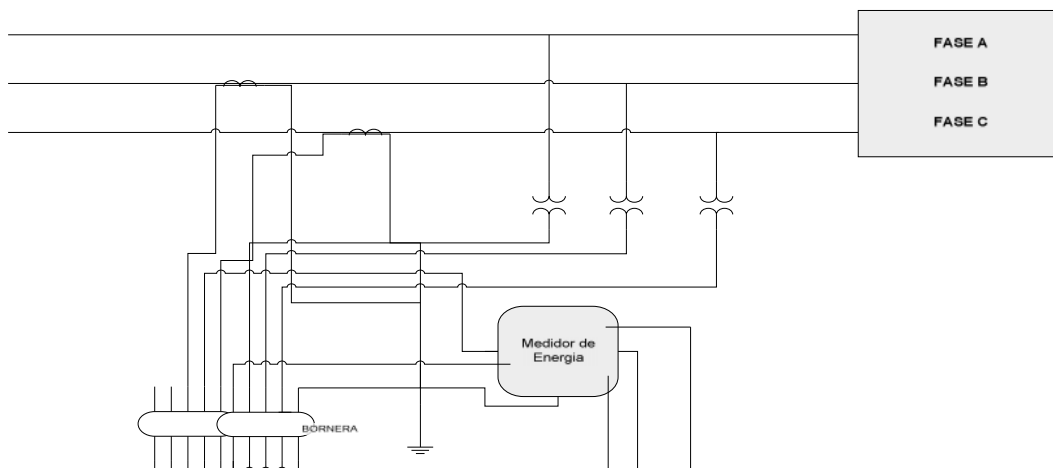 FASE A
FASE B
FASE C
Medidor de
Energia
BORNERA